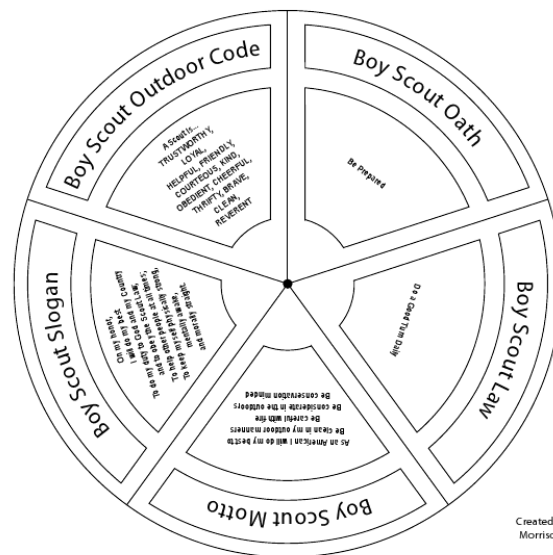 Boy Scout Outdoor Code
A Scout is...
TRUSTWORTHY,
LOYAL,
HELPFUL, FRIENDLY,
COURTEOUS, KIND,
OBEDIENT, CHEERFUL,
THRIFTY, BRAVE,
CLEAN,
REVERENT
Boy Scout Oath
Be Prepared
Boy Scout Law
Do a Good Turn Daily
Boy Scout Motto
As an American I will do my best to
Be clean in my outdoor manners
Be careful with fire
Be considerate in the outdoors
Be conservation minded
Boy Scout Slogan
On my honor,
I will do my best
To do my duty to God and my Country
and to obey the Scout Law;
To help other people at all times;
To keep myself physically strong,
mentally awake,
and morally straight.
Created
Morriso